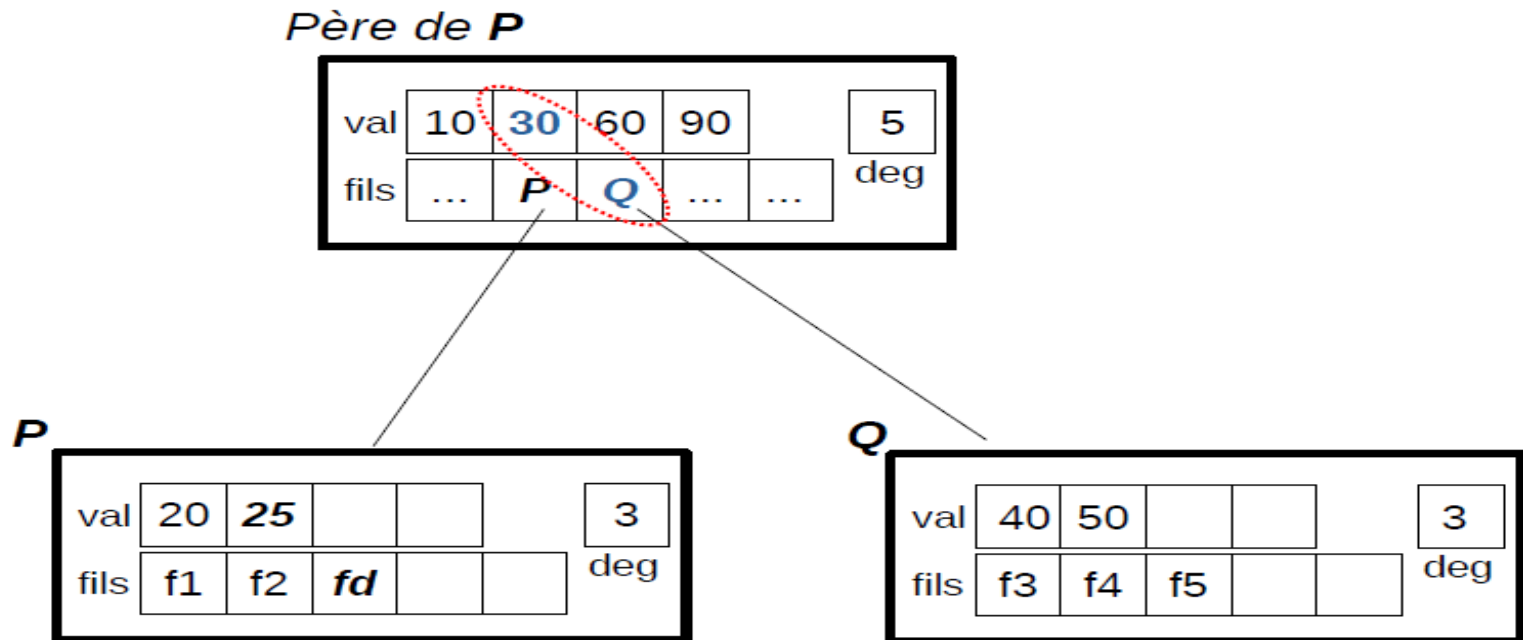 Père de P
val 10 30 60 90 5
deg
fils ... P Q ... ...
P
val 20 25 3
deg
fils f1 f2 fd
Q
val 40 50 3
deg
fils f3 f4 f5